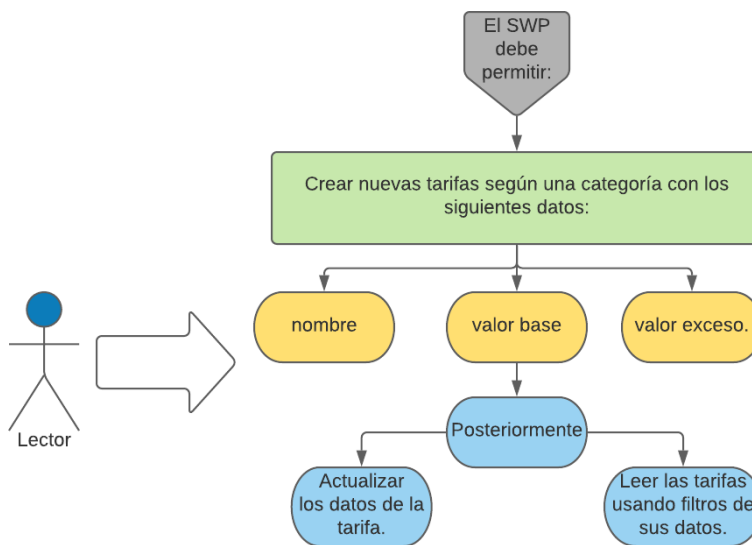 El SWP
debe
permitir:
Crear nuevas tarifas según una categoría con los
siguientes datos:
nombre
valor base
valor exceso.
Lector
Posteriormente
Actualizar
los datos de la
tarifa.
Leer las tarifas
usando filtros de
sus datos.